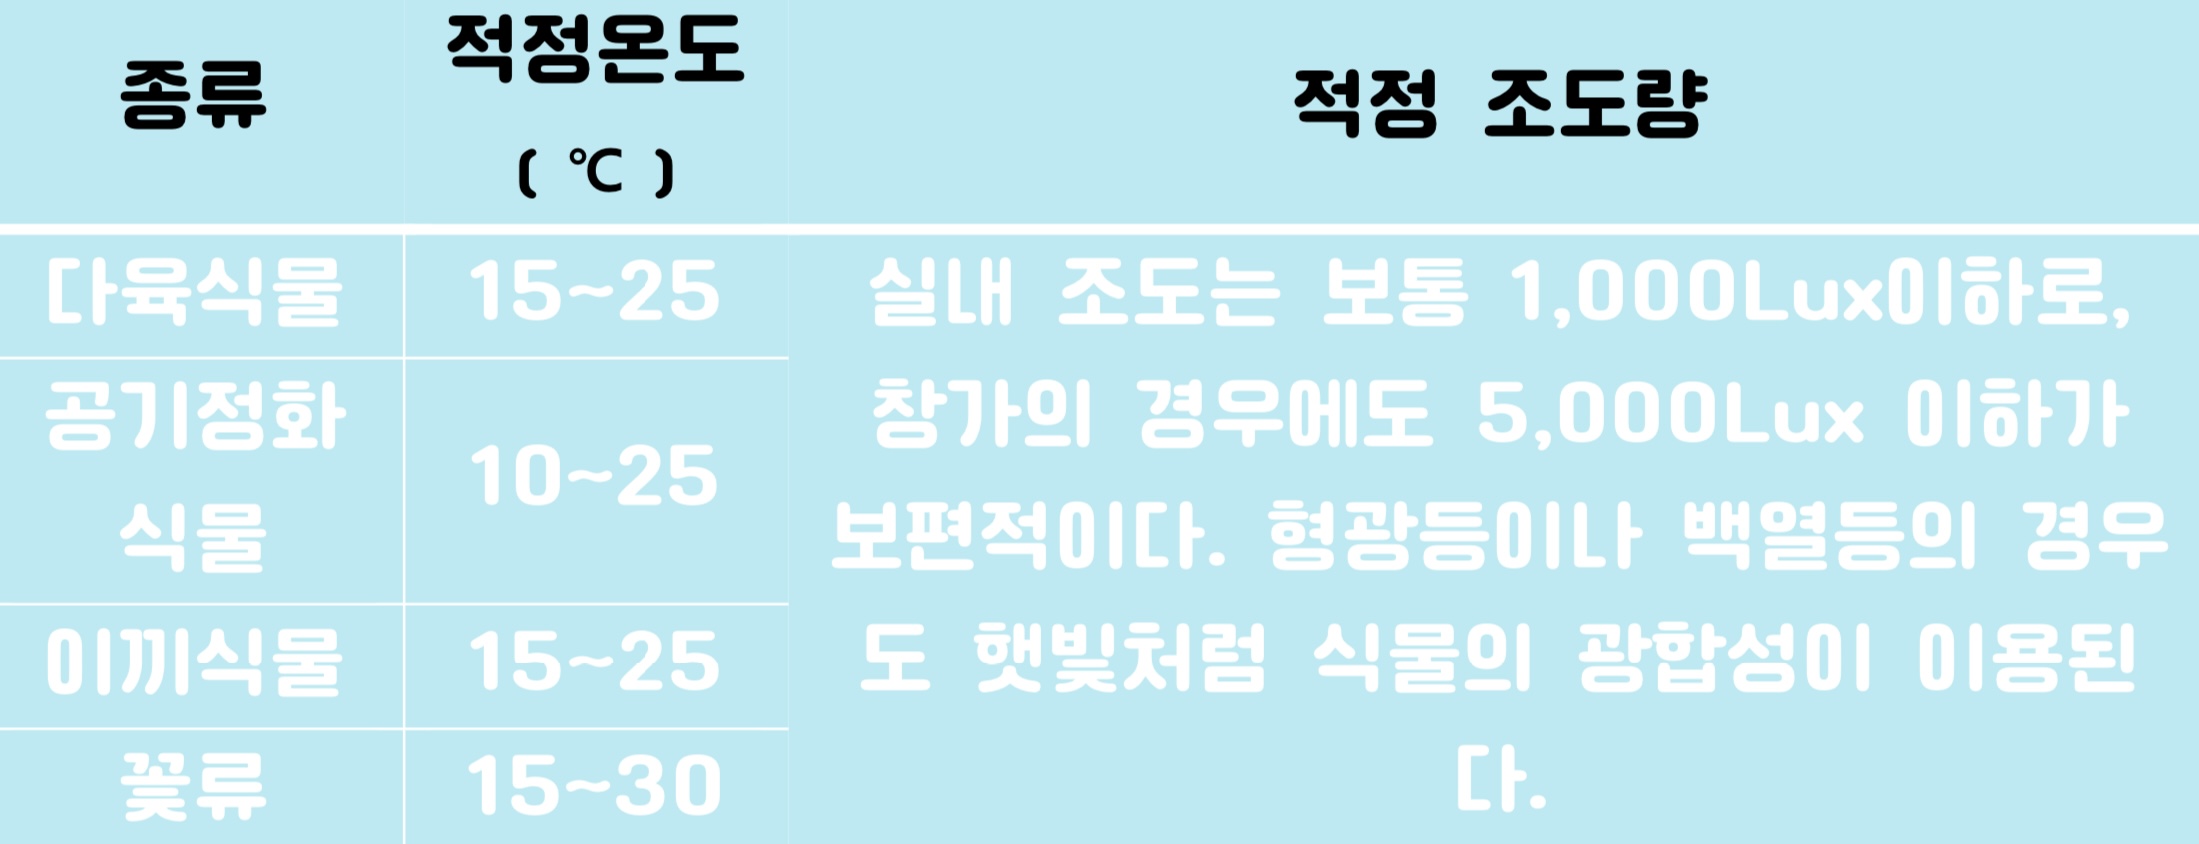 종류
적정온도
( ℃ )
적정 조도량
다육식물
15~25
공기정화
식물
10~25
이끼식물
15~25
꽃류
15~30
실내 조도는 보통 1,000Lux이하로,
창가의 경우에도 5,000Lux 이하가
보편적이다. 형광등이나 백열등의 경우
도 햇빛처럼 식물의 광합성이 이용된
다.